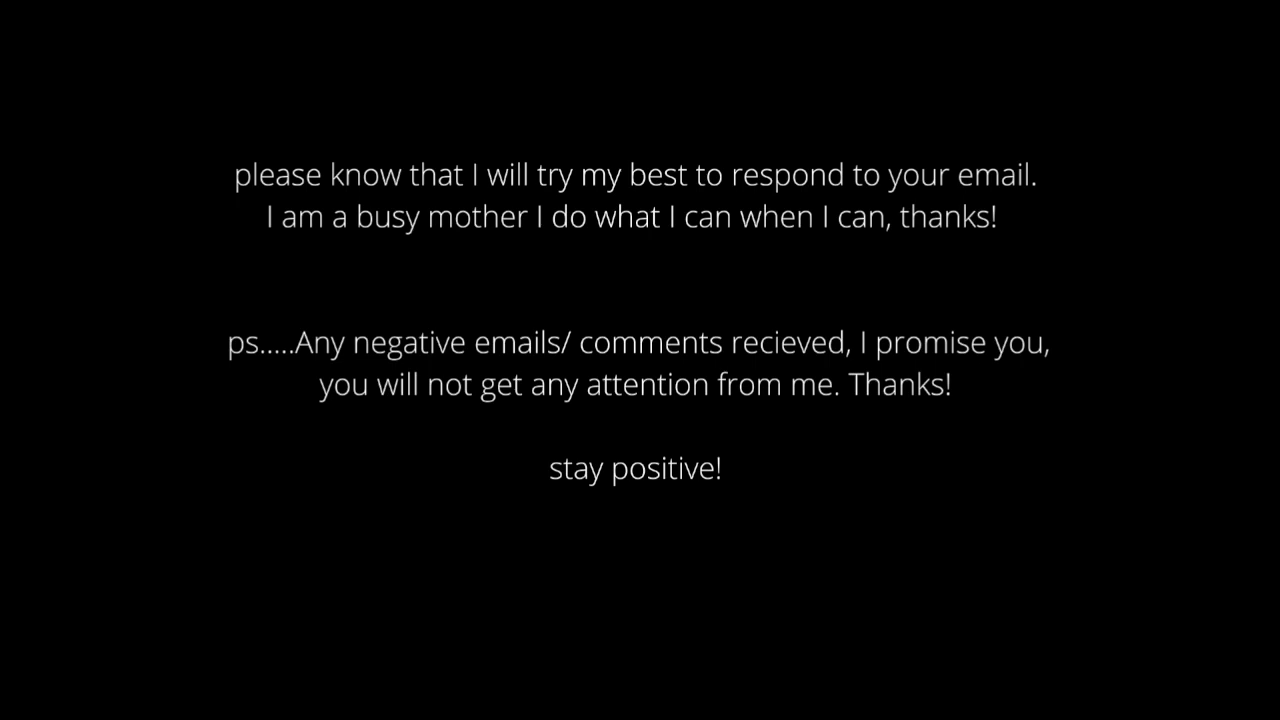 please know that I will try my best to respond to your email.
I am a busy mother I do what I can when I can, thanks!
ps.....Any negative emails/ comments recieved, I promise you,
you will not get any attention from me. Thanks!
stay positive!